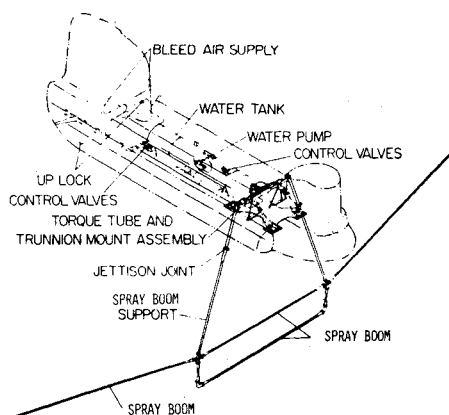 BLEED AIR SUPPLY
WATER TANK
WATER PUMP
CONTROL VALVES
UP LOCK
CONTROL VALVES
TORQUE TUBE AND
TRUNNION MOUNT ASSEMBLY
JETTISON JOINT
SPRAY BOOM
SUPPORT
SPRAY BOOM
SPRAY BOOM